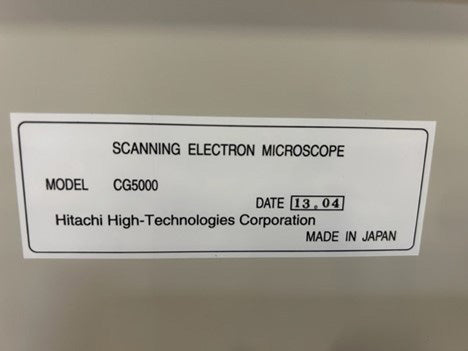 SCANNING ELECTRON MICROSCOPE
MODEL CG5000
DATE 13.04
Hitachi High-Technologies Corporation
MADE IN JAPAN